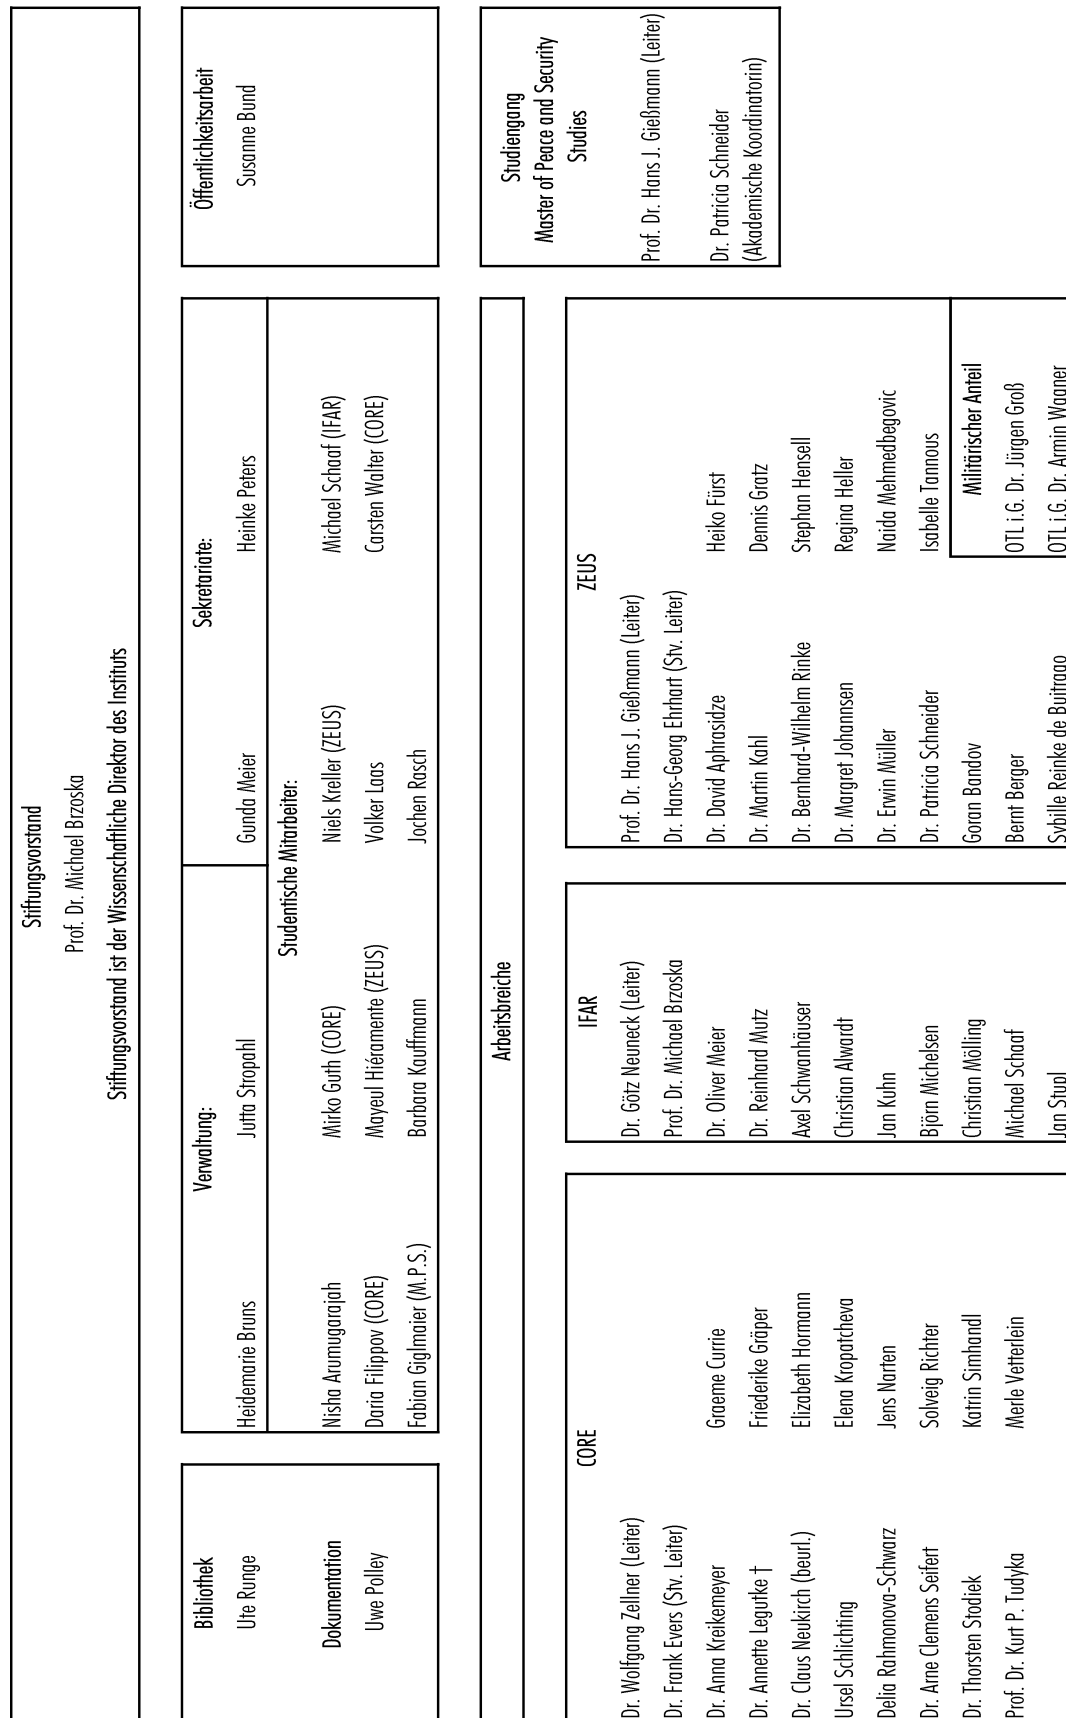 Stiftungsvorstand
Prof. Dr. Michael Brzoska
Stiftungsvorstand ist der Wissenschaftliche Direktor des Instituts
Bibliothek
Ute Runge
Dokumentation
Uwe Polley
Verwaltung:
Heidemarie Bruns
Jutta Stropahl
Sekretariate:
Gunda Meier
Heinke Peters
Studentische Mitarbeiter:
Nisha Arumugarajah
Mirko Guth (CORE)
Niels Kreller (ZEUS)
Michael Schaaf (IFAR)
Daria Filippov (CORE)
Mayeul Hiéramente (ZEUS)
Volker Laas
Carsten Walter (CORE)
Fabian Giglmaier (M.P.S.)
Barbara Kauffmann
Jochen Rasch
Öffentlichkeitsarbeit
Susanne Bund
Arbeitsbreiche
Studiengang
Master of Peace and Security
Studies
Prof. Dr. Hans J. Gießmann (Leiter)
Dr. Patricia Schneider
(Akademische Koordinatorin)
CORE
Dr. Wolfgang Zellner (Leiter)
Dr. Frank Evers (Stv. Leiter)
Dr. Anna Kreikemeyer
Dr. Annette Legutke †
Dr. Claus Neukirch (beurl.)
Ursel Schlichting
Delia Rahmonova-Schwarz
Dr. Arne Clemens Seifert
Dr. Thorsten Stodiek
Prof. Dr. Kurt P. Tudyka
Graeme Currie
Friederike Gräper
Elizabeth Hormann
Elena Kropatcheva
Jens Narten
Solveig Richter
Katrin Simhandl
Merle Vetterlein
IFAR
Dr. Götz Neuneck (Leiter)
Prof. Dr. Michael Brzoska
Dr. Oliver Meier
Dr. Reinhard Mutz
Axel Schwanhäuser
Christian Alwardt
Jan Kuhn
Björn Michelsen
Christian Mölling
Michael Schaaf
Jan Stupl
ZEUS
Prof. Dr. Hans J. Gießmann (Leiter)
Dr. Hans-Georg Ehrhart (Stv. Leiter)
Dr. David Aphrasidze
Dr. Martin Kahl
Dr. Bernhard-Wilhelm Rinke
Dr. Margret Johannsen
Dr. Erwin Müller
Dr. Patricia Schneider
Goran Bandov
Bernt Berger
Sybille Reinke de Buitrago
Heiko Fürst
Dennis Gratz
Stephan Hensell
Regina Heller
Naida Mehmedbegovic
Isabelle Tannous
Militärischer Anteil
OTL i.G. Dr. Jürgen Groß
OTL i.G. Dr. Armin Wagner